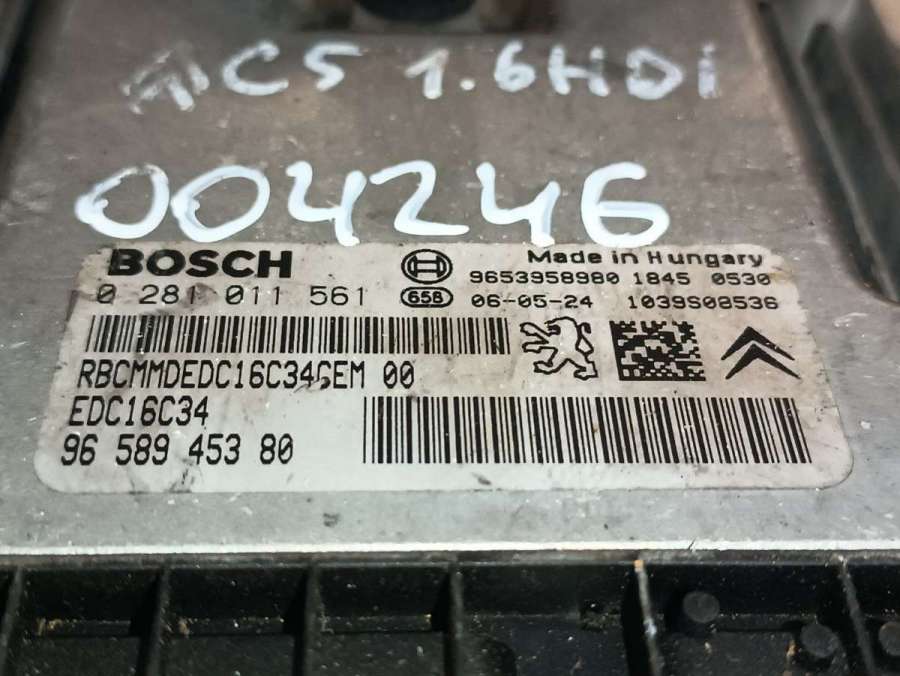 C5 1.6HDi
004246
BOSCH
Made in Hungary
0 281 011 561
9653958980 1845 0530
658 06-05-24 1039S08536
RBCMMDEDC16C34GEM 00
EDC16C34
96 589 453 80